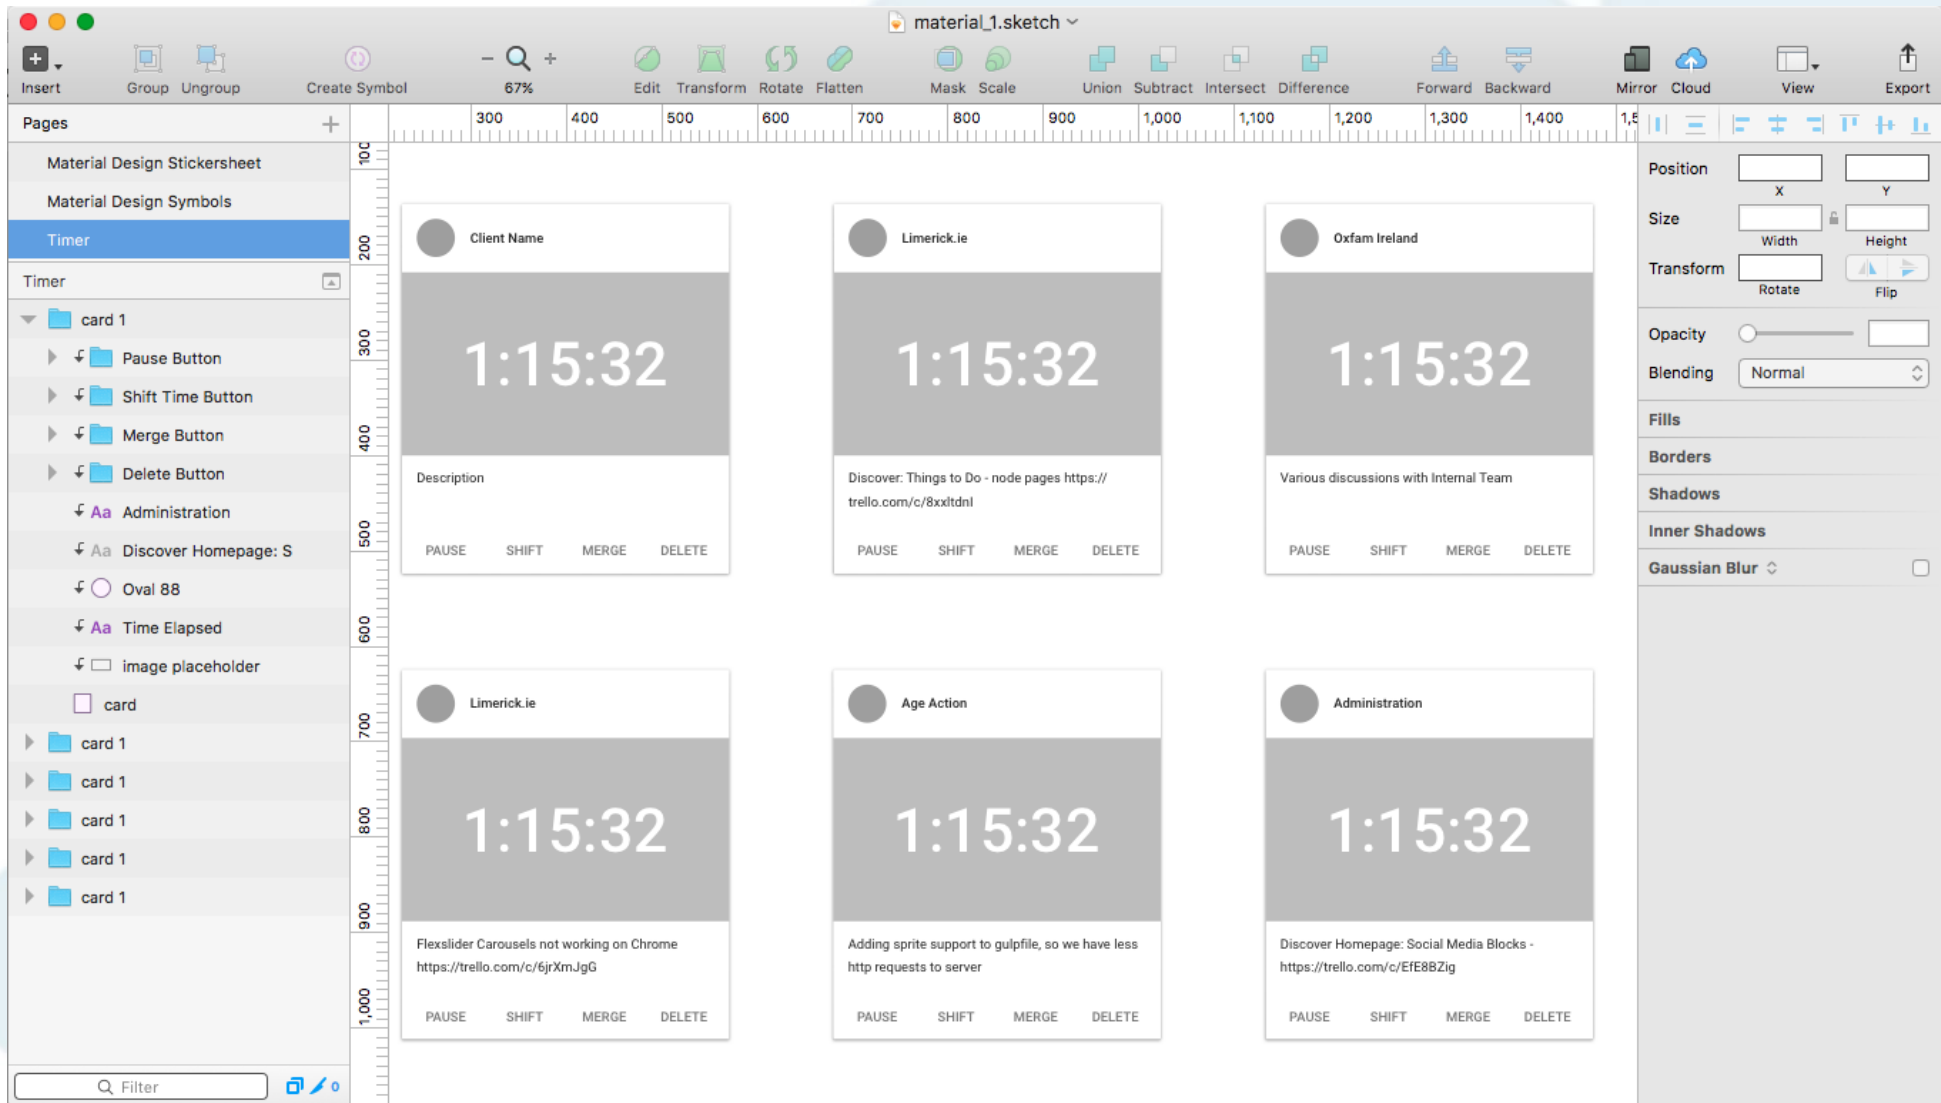 material_1.sketch
Insert
Group
Ungroup
Create Symbol
67%
Edit
Transform
Rotate
Flatten
Mask
Scale
Union
Subtract
Intersect
Difference
Forward
Backward
Mirror
Cloud
View
Export
Pages
Material Design Stickersheet
Material Design Symbols
Timer
Timer
card 1
Pause Button
Shift Time Button
Merge Button
Delete Button
Aa Administration
Aa Discover Homepage: S
Oval 88
Aa Time Elapsed
image placeholder
card
card 1
card 1
card 1
card 1
card 1
Filter
0
300 400 500 600 700 800 900 1,000 1,100 1,200 1,300 1,400 1,5
100
200
300
400
500
600
700
800
900
1,000
Client Name
1:15:32
Description
PAUSE SHIFT MERGE DELETE
Limerick.ie
1:15:32
Discover: Things to Do - node pages https://
trello.com/c/8xxltdnI
PAUSE SHIFT MERGE DELETE
Oxfam Ireland
1:15:32
Various discussions with Internal Team
PAUSE SHIFT MERGE DELETE
Limerick.ie
1:15:32
Flexslider Carousels not working on Chrome
https://trello.com/c/6jrXmJgG
PAUSE SHIFT MERGE DELETE
Age Action
1:15:32
Adding sprite support to gulpfile, so we have less
http requests to server
PAUSE SHIFT MERGE DELETE
Administration
1:15:32
Discover Homepage: Social Media Blocks -
https://trello.com/c/EfE8BZig
PAUSE SHIFT MERGE DELETE
Position
X
Y
Size
Width
Height
Transform
Rotate
Flip
Opacity
Blending
Normal
Fills
Borders
Shadows
Inner Shadows
Gaussian Blur